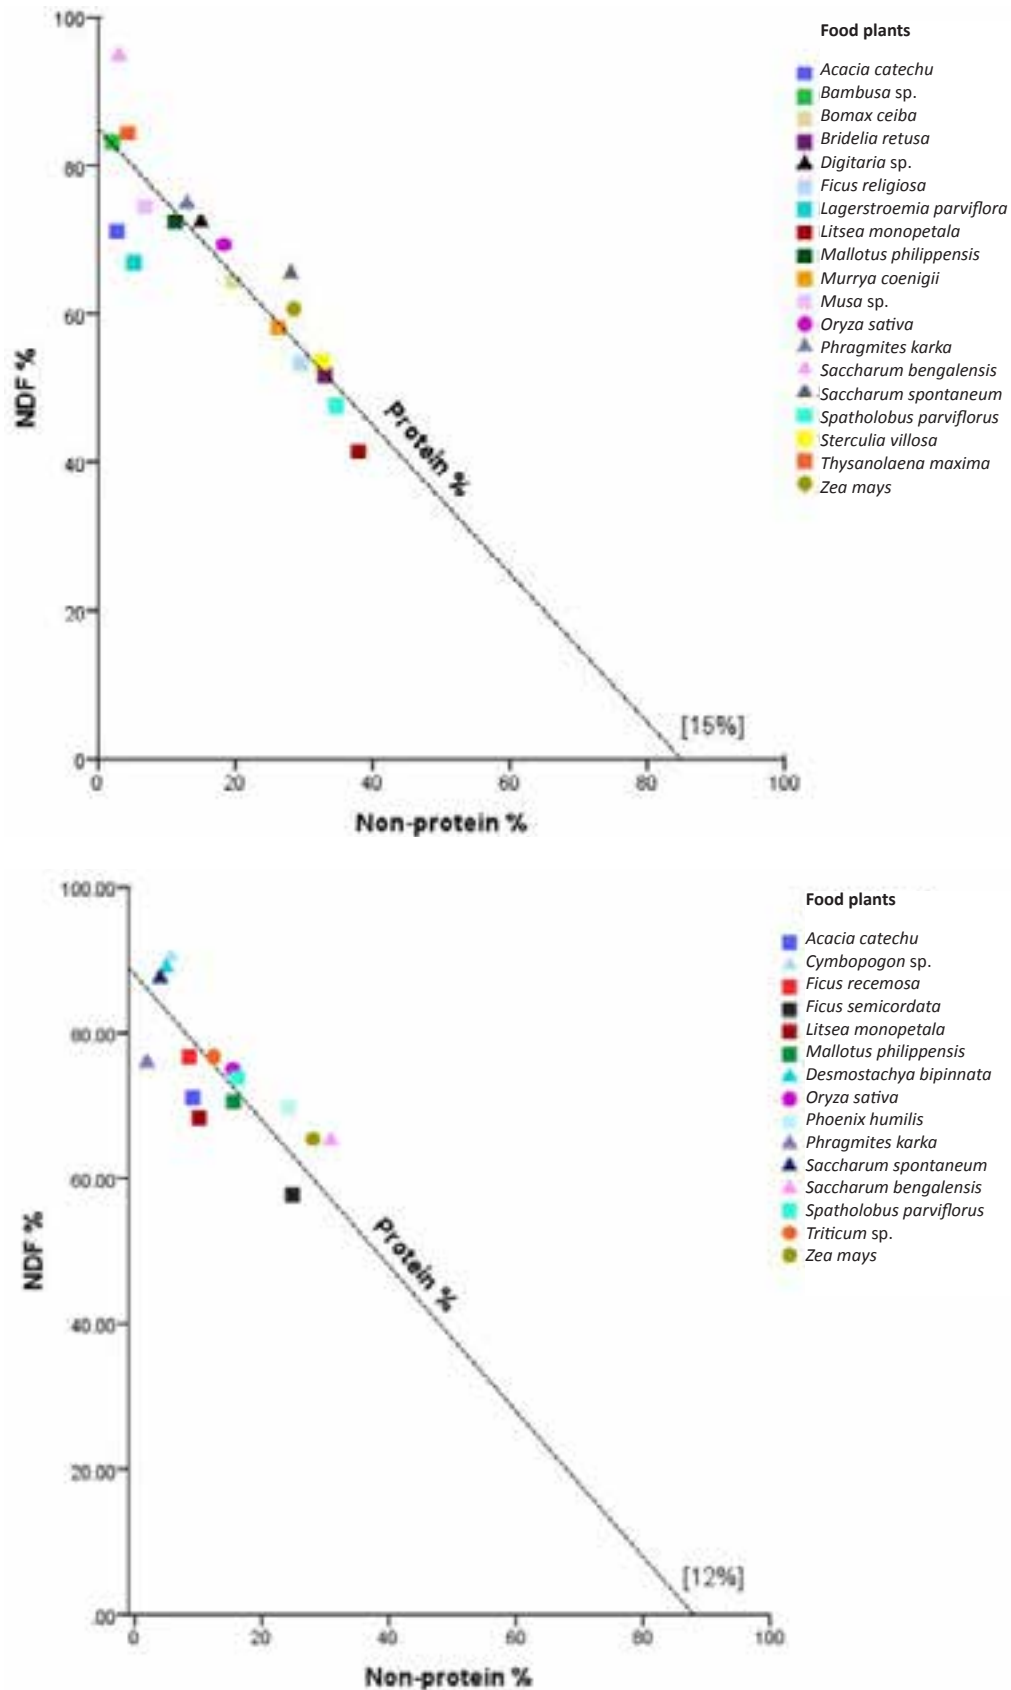 Food plants
Acacia catechu
Bambusa sp.
Bomax ceiba
Bridelia retusa
Digitaria sp.
Ficus religiosa
Lagerstroemia parviflora
Litsea monopetala
Mallotus philippensis
Murrya coenigii
Musa sp.
Oryza sativa
Phragmites karka
Saccharum bengalensis
Saccharum spontaneum
Spatholobus parviflorus
Sterculia villosa
Thysanolaena maxima
Zea mays
100
80
60
40
20
0
NDF %
Protein %
[15%]
0 20 40 60 80 100
Non-protein %
Food plants
Acacia catechu
Cymbopogon sp.
Ficus recemosa
Ficus semicordata
Litsea monopetala
Mallotus philippensis
Desmostachya bipinnata
Oryza sativa
Phoenix humilis
Phragmites karka
Saccharum spontaneum
Saccharum bengalensis
Spatholobus parviflorus
Triticum sp.
Zea mays
100.00
80.00
60.00
40.00
20.00
.00
NDF %
Protein %
[12%]
0 20 40 60 80 100
Non-protein %